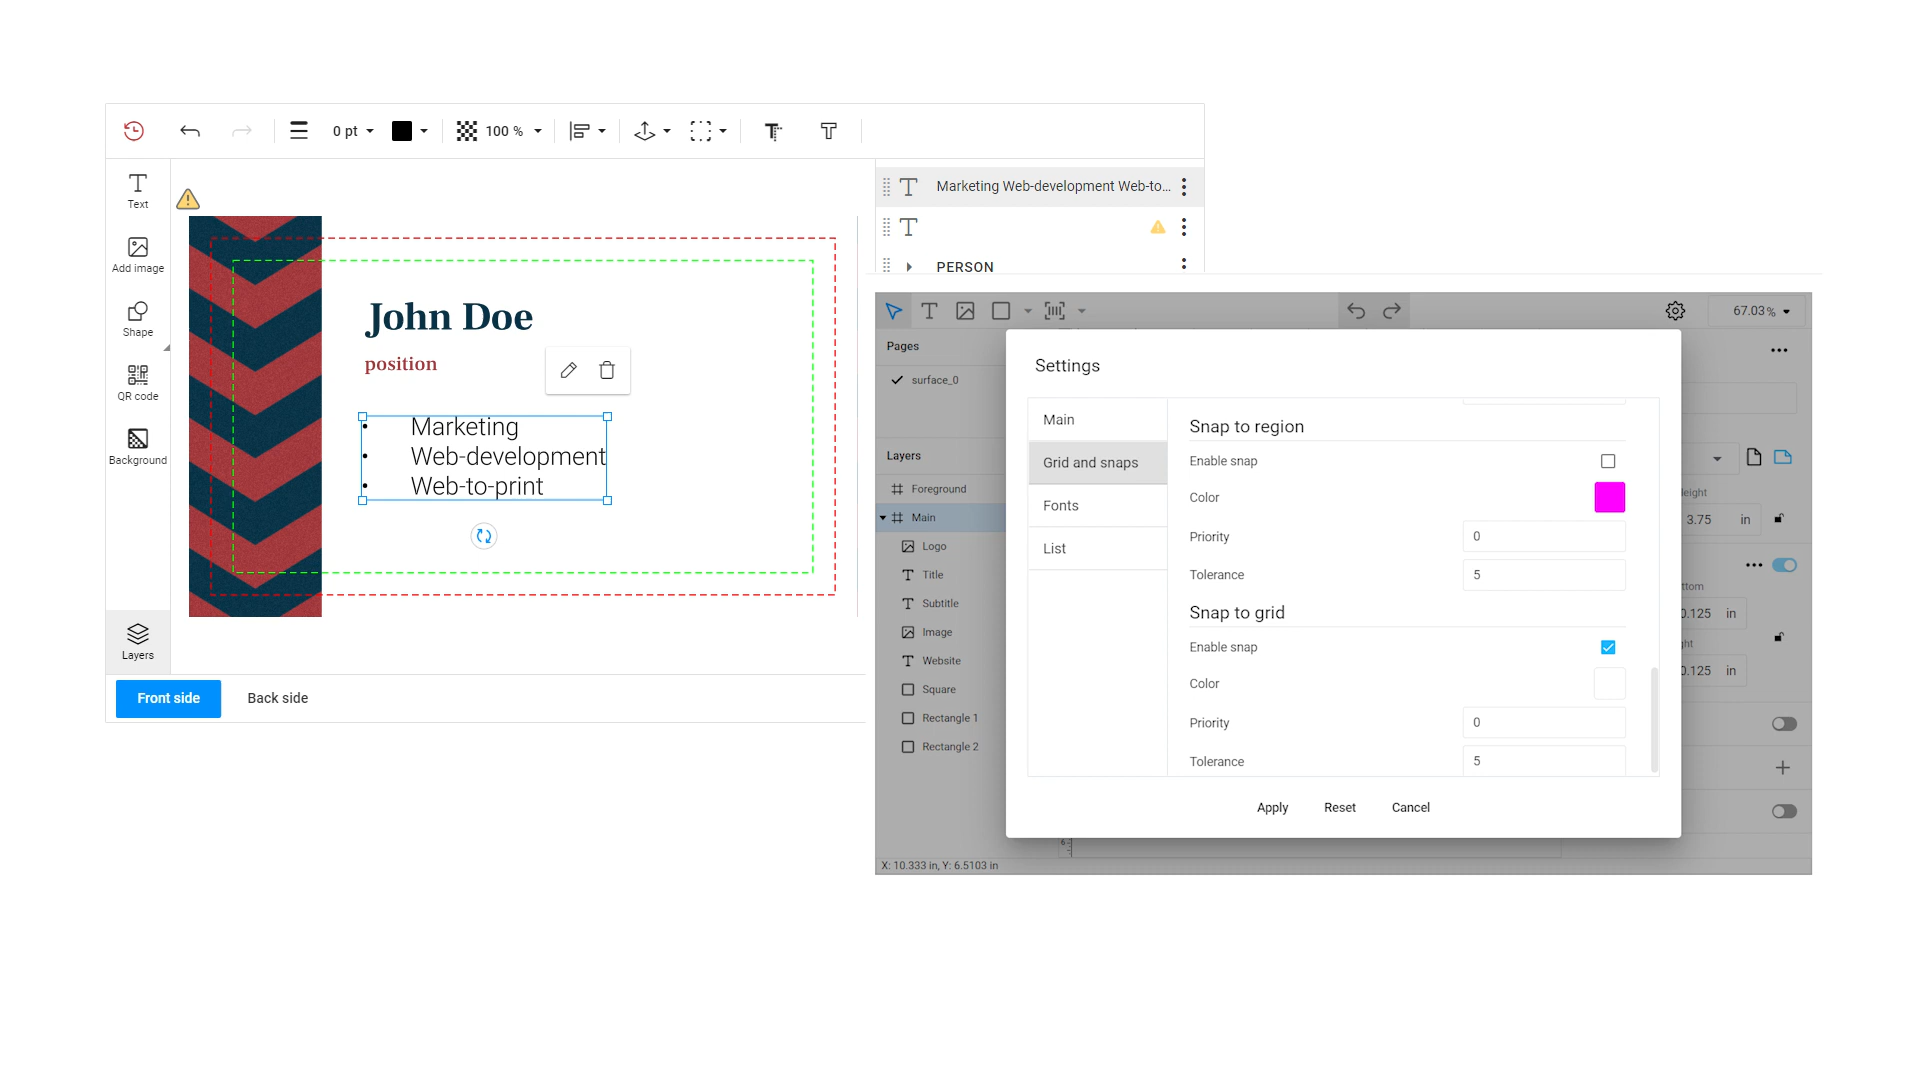 0 pt
100 %
Text
Add image
Shape
QR code
Background
Layers
John Doe
position
• Marketing
• Web-development
• Web-to-print
Front side
Back side
Marketing Web-development Web-to...
PERSON
67.03%
Pages
surface_0
Layers
Foreground
Main
Logo
Title
Subtitle
Image
Website
Square
Rectangle 1
Rectangle 2
X: 10.333 in, Y: 6.5103 in
Settings
Main
Grid and snaps
Fonts
List
Snap to region
Enable snap
Color
Priority 0
Tolerance 5
Snap to grid
Enable snap
Color
Priority 0
Tolerance 5
Apply
Reset
Cancel
3.75 in
0.125 in
0.125 in
6